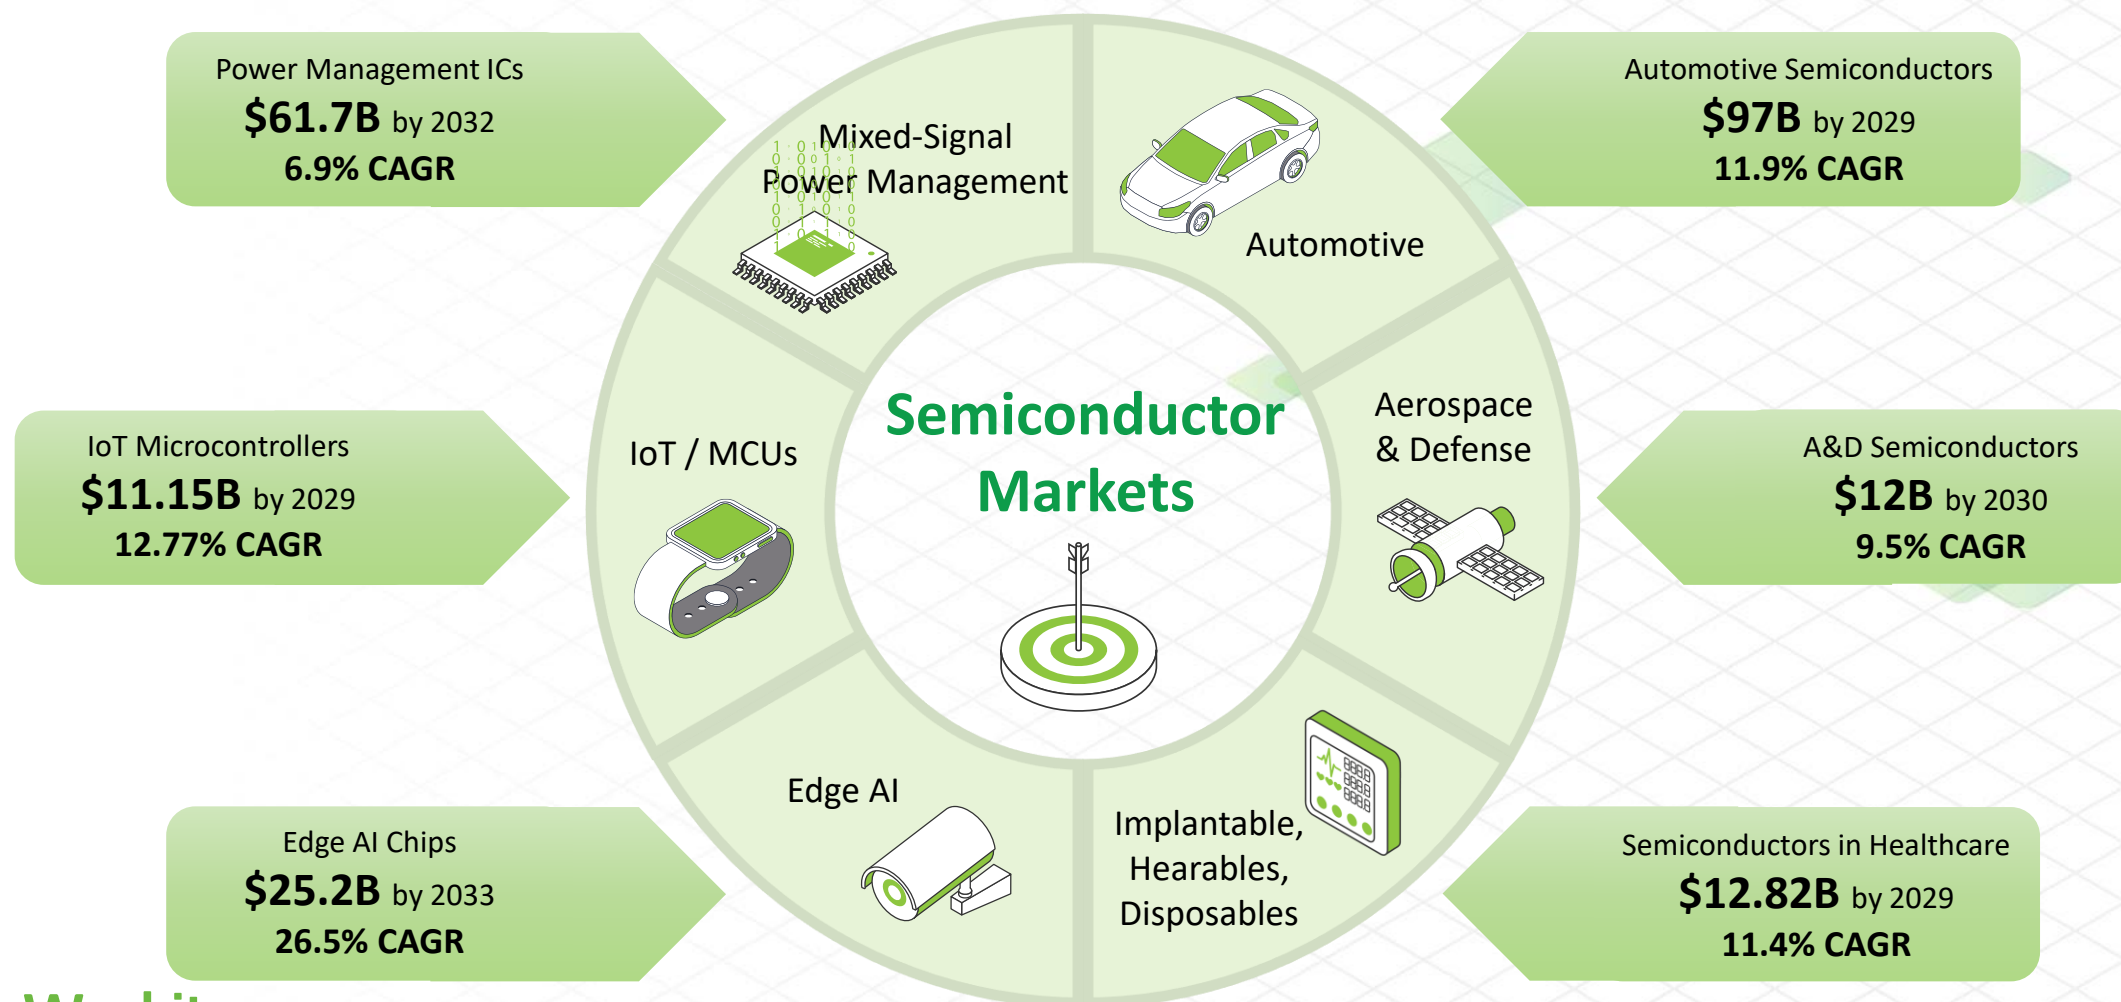 Power Management ICs
$61.7B by 2032
6.9% CAGR
Automotive Semiconductors
$97B by 2029
11.9% CAGR
Mixed-Signal
Power Management
Automotive
Semiconductor
Markets
Aerospace
& Defense
IoT / MCUs
IoT Microcontrollers
$11.15B by 2029
12.77% CAGR
A&D Semiconductors
$12B by 2030
9.5% CAGR
Edge AI
Implantable,
Hearables,
Disposables
Edge AI Chips
$25.2B by 2033
26.5% CAGR
Semiconductors in Healthcare
$12.82B by 2029
11.4% CAGR